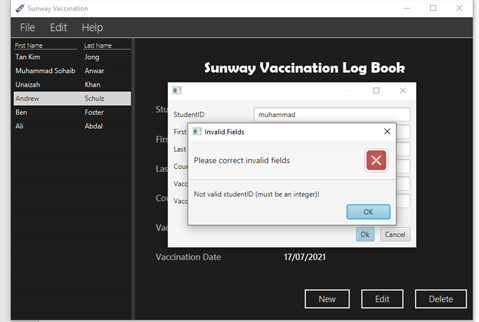 Sunway Vaccination
File Edit Help
First Name Last Name
Tan Kim Jong
Muhammad Sohaib Anwar
Unaizah Khan
Andrew Schulz
Ben Foster
Ali Abdal
Sunway Vaccination Log Book
Stu
Firs
Las
Cou
Vac
Vaccination Date 17/07/2021
New Edit Delete
StudentID muhammad
First
Last
Cour
Vacc
Vacc
Ok Cancel
Invalid Fields
Please correct invalid fields
Not valid studentID (must be an integer)!
OK